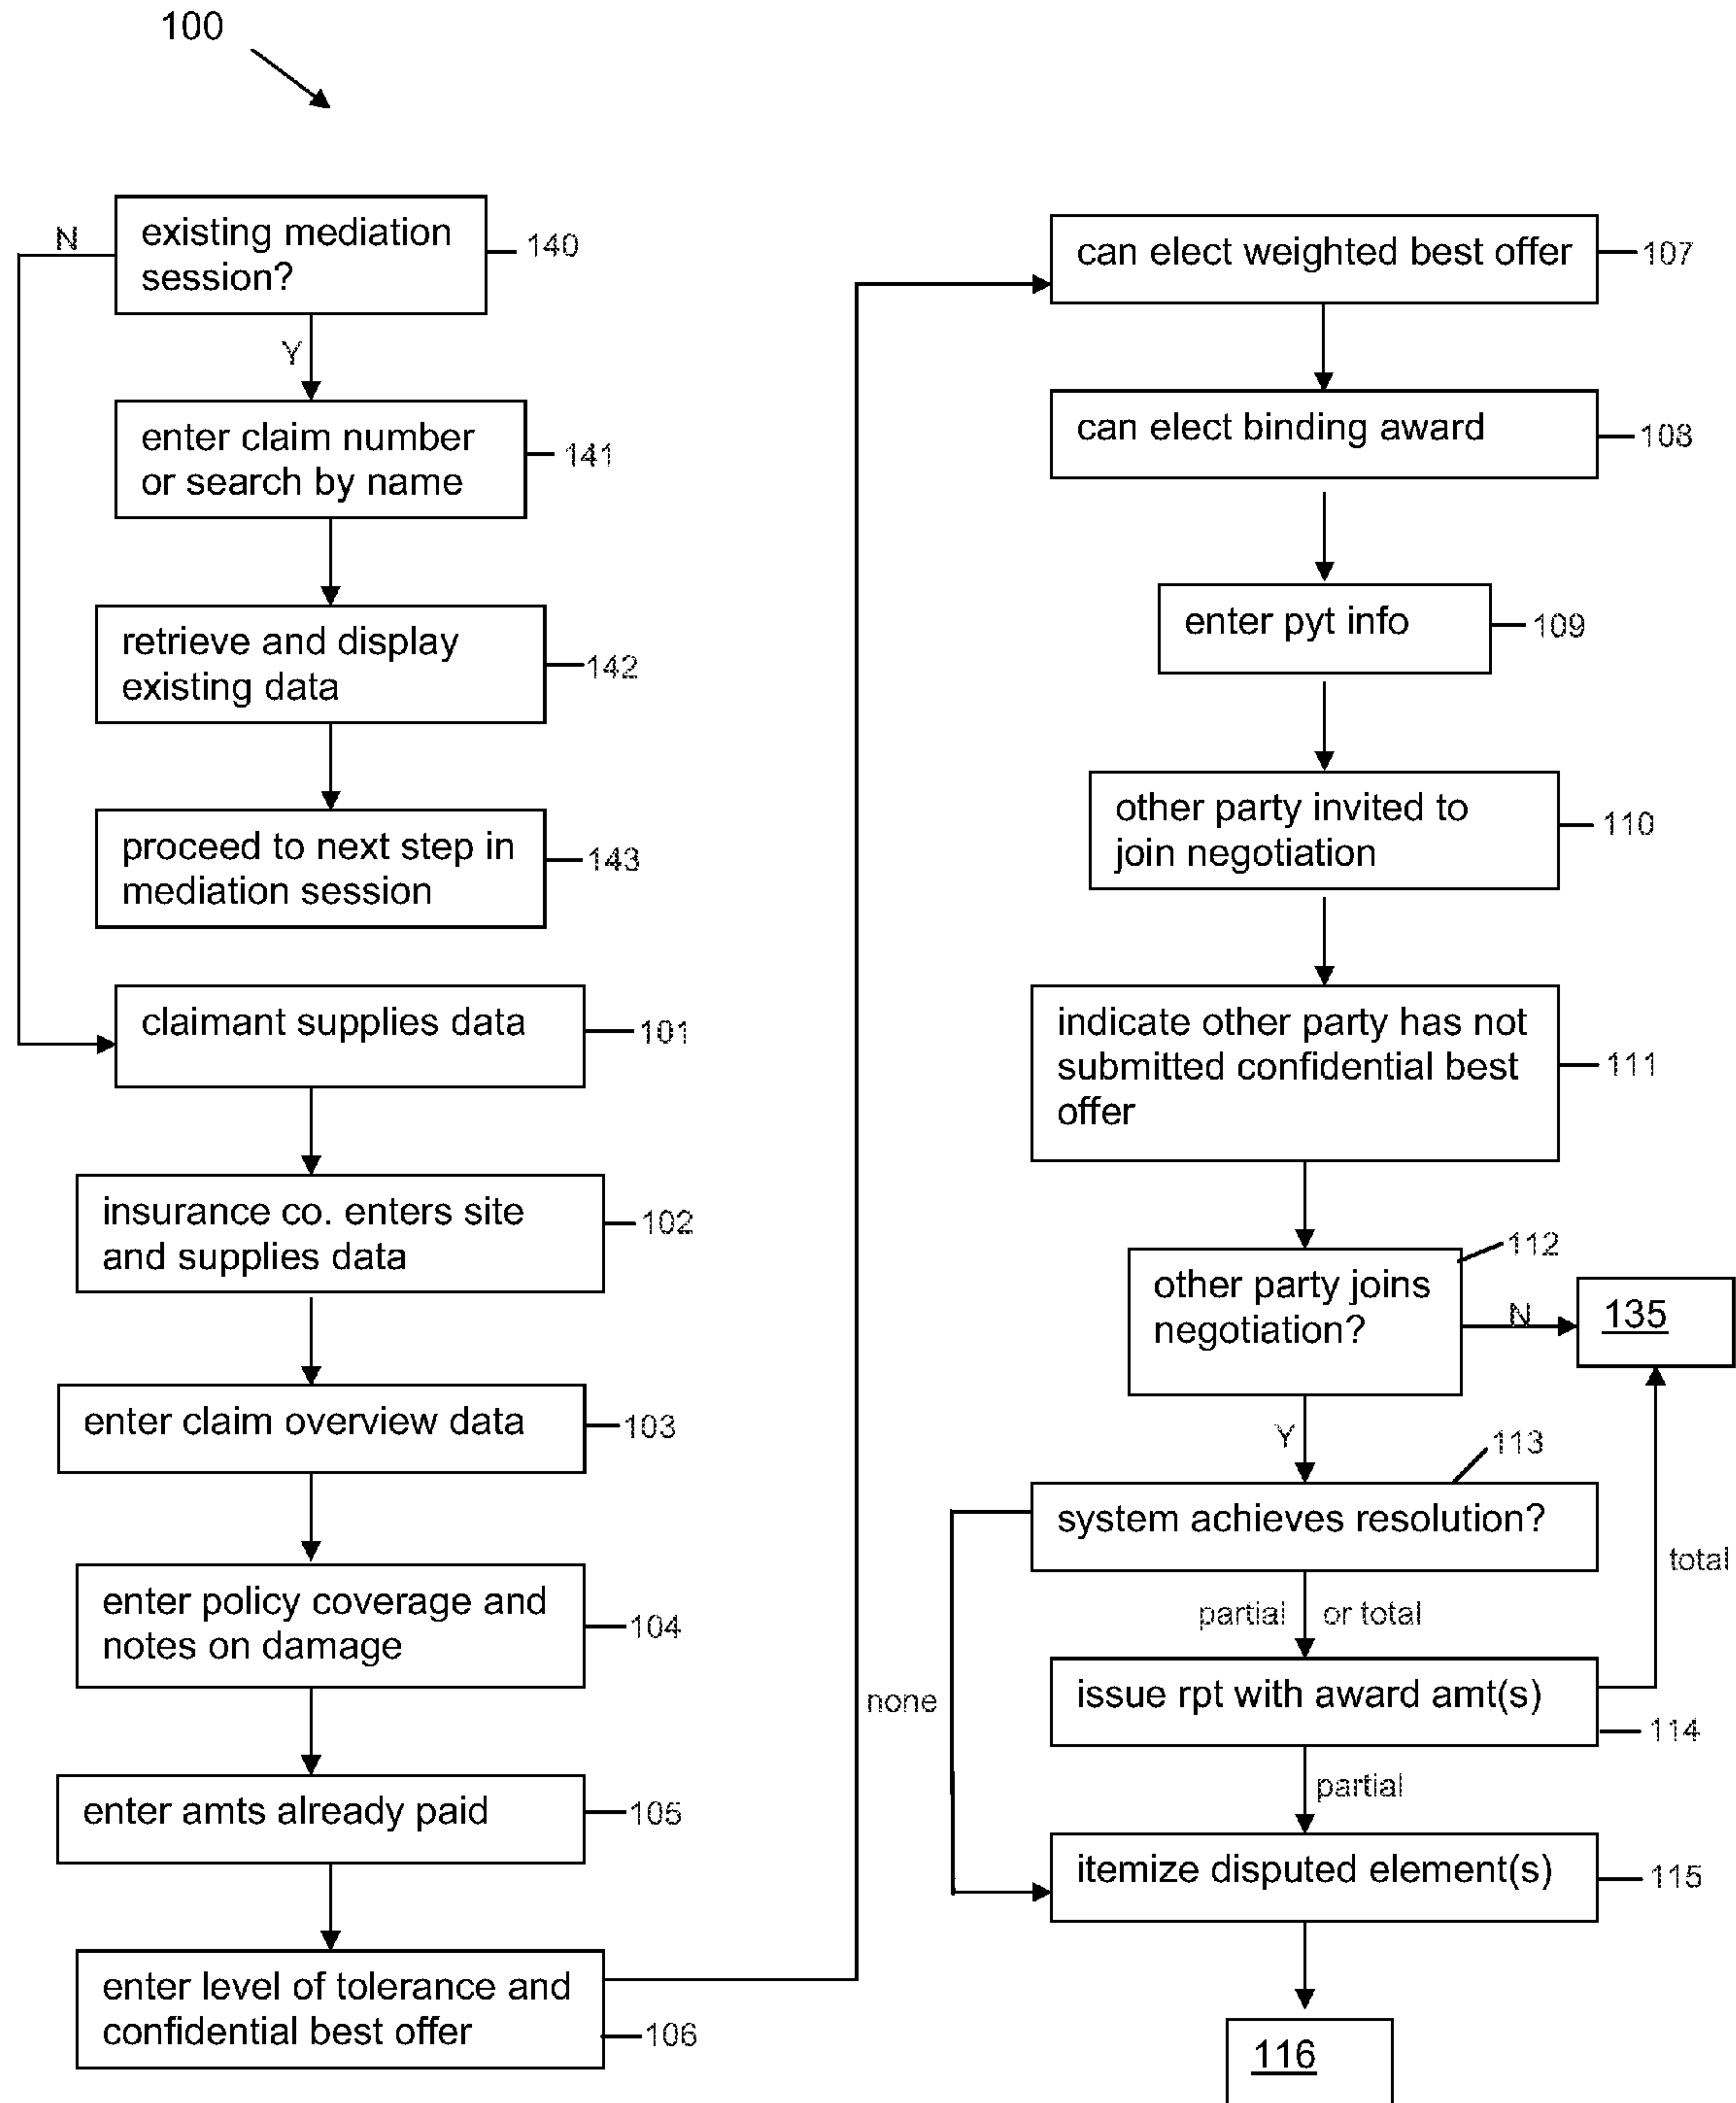 100
N
existing mediation
session?
140
Y
enter claim number
or search by name
141
retrieve and display
existing data
142
proceed to next step in
mediation session
143
claimant supplies data
101
insurance co. enters site
and supplies data
102
enter claim overview data
103
enter policy coverage and
notes on damage
104
enter amts already paid
105
enter level of tolerance and
confidential best offer
106
can elect weighted best offer
107
can elect binding award
108
enter pyt info
109
other party invited to
join negotiation
110
indicate other party has not
submitted confidential best
offer
111
other party joins
negotiation?
112
N
135
Y
113
system achieves resolution?
partial or total
total
none
issue rpt with award amt(s)
114
partial
itemize disputed element(s)
115
116